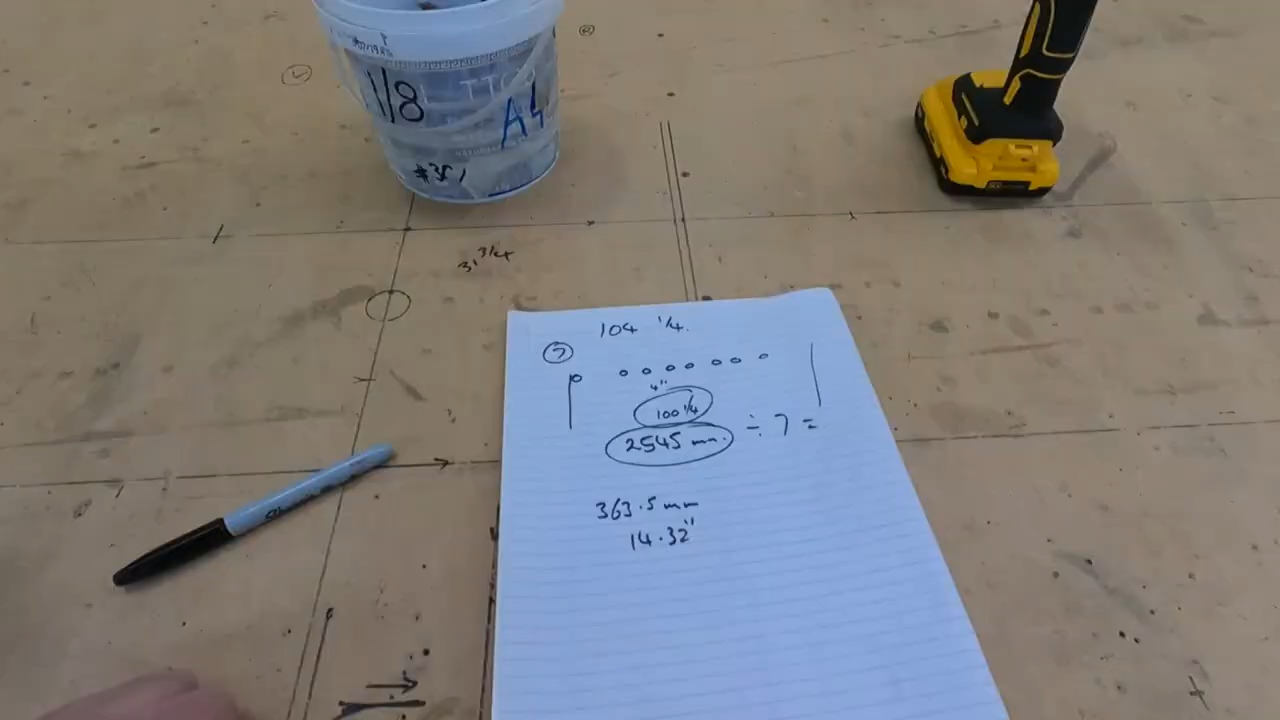 1/8
A4
31 3/4
104 1/4.
7
4"
100 1/4
2545 mm. ÷ 7 =
363.5 mm
14.32"